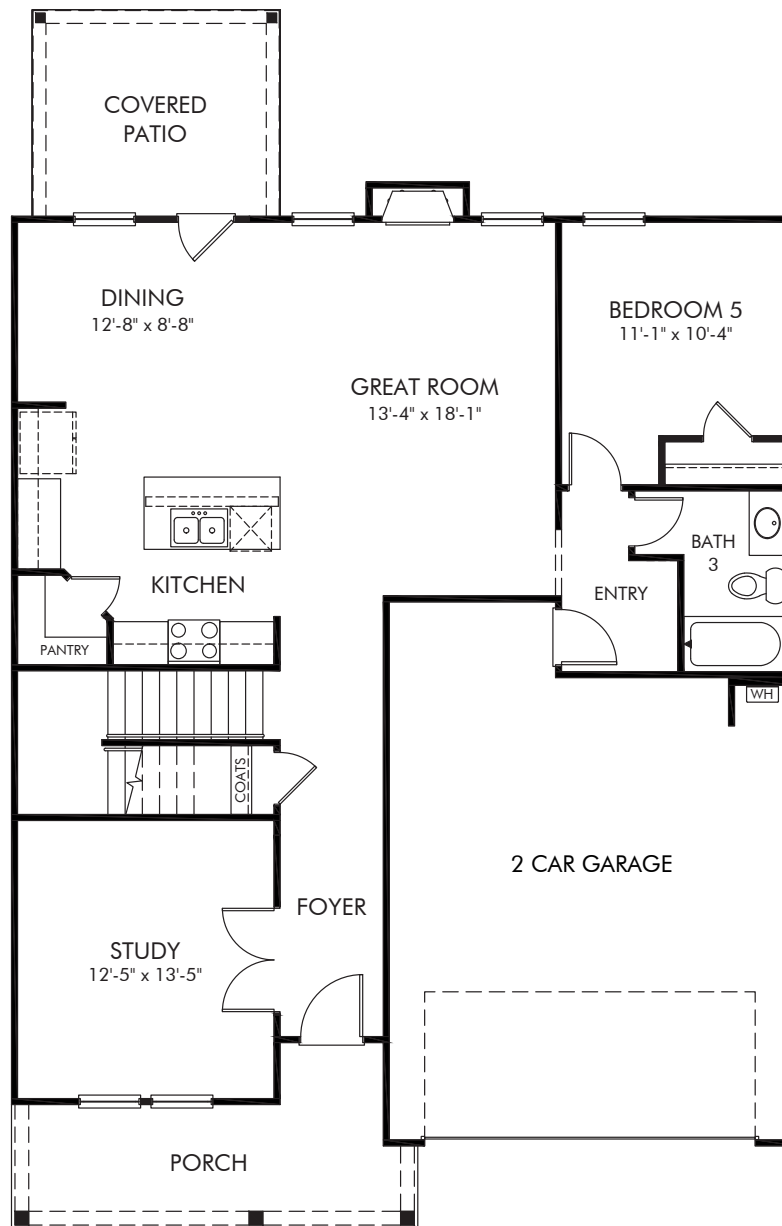 COVERED
PATIO
DINING
12'-8" x 8'-8"
BEDROOM 5
11'-1" x 10'-4"
GREAT ROOM
13'-4" x 18'-1"
BATH
3
KITCHEN
ENTRY
PANTRY
WH
COATS
2 CAR GARAGE
FOYER
STUDY
12'-5" x 13'-5"
PORCH